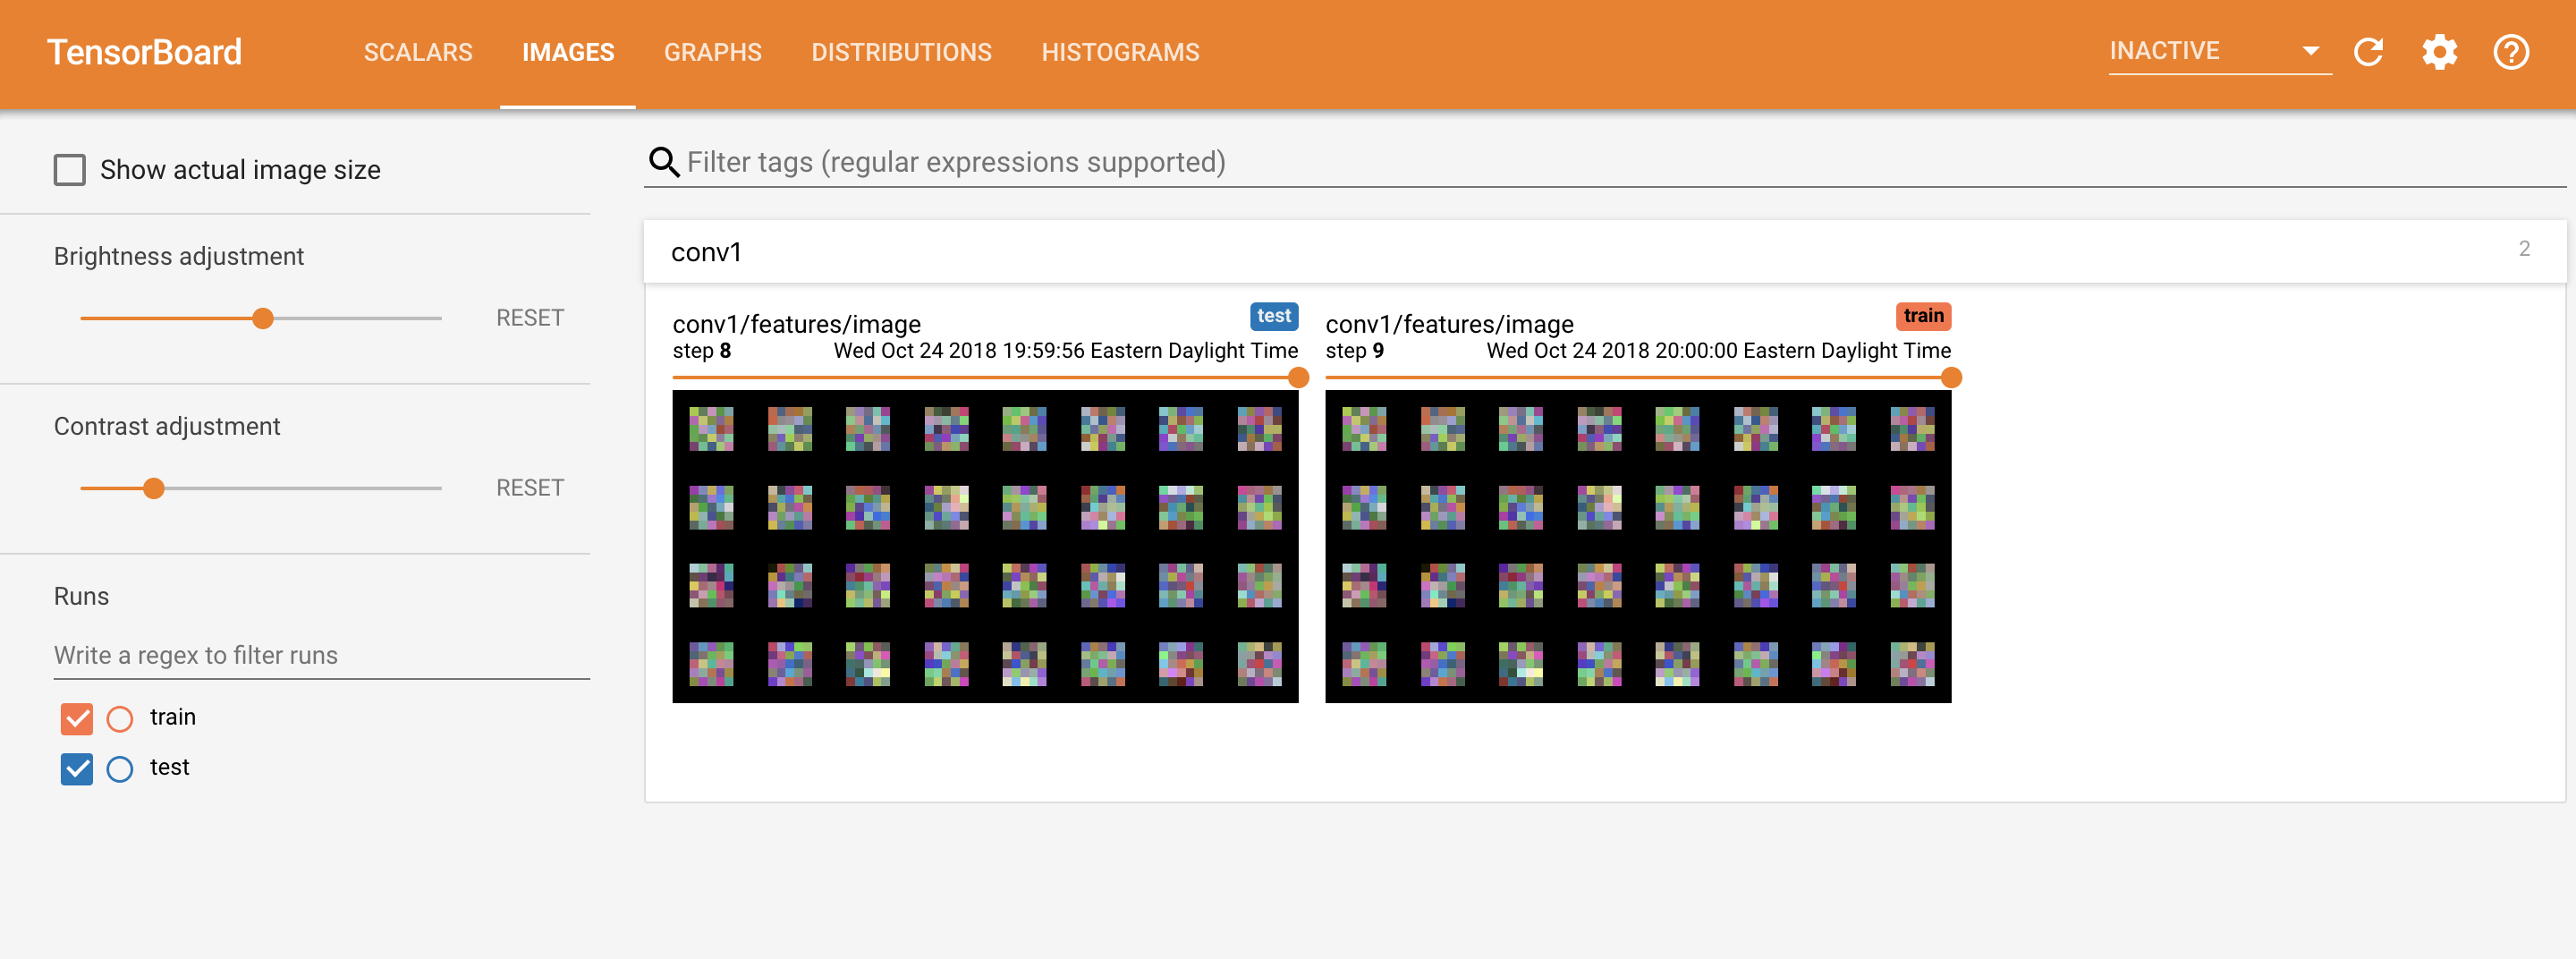 TensorBoard SCALARS IMAGES GRAPHS DISTRIBUTIONS HISTOGRAMS INACTIVE
Show actual image size
Brightness adjustment
RESET
Contrast adjustment
RESET
Runs
Write a regex to filter runs
train
test
Filter tags (regular expressions supported)
conv1 2
conv1/features/image test
step 8 Wed Oct 24 2018 19:59:56 Eastern Daylight Time
conv1/features/image train
step 9 Wed Oct 24 2018 20:00:00 Eastern Daylight Time